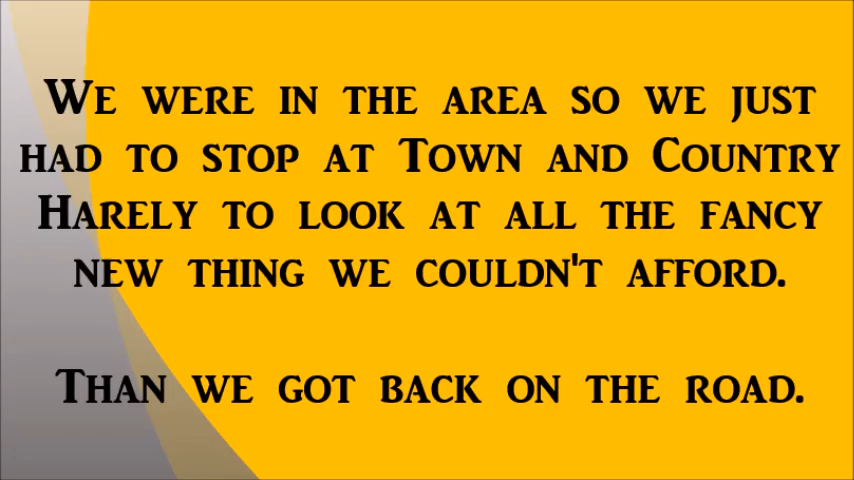 We were in the area so we just
had to stop at Town and Country
Harely to look at all the fancy
new thing we couldn't afford.
Than we got back on the road.